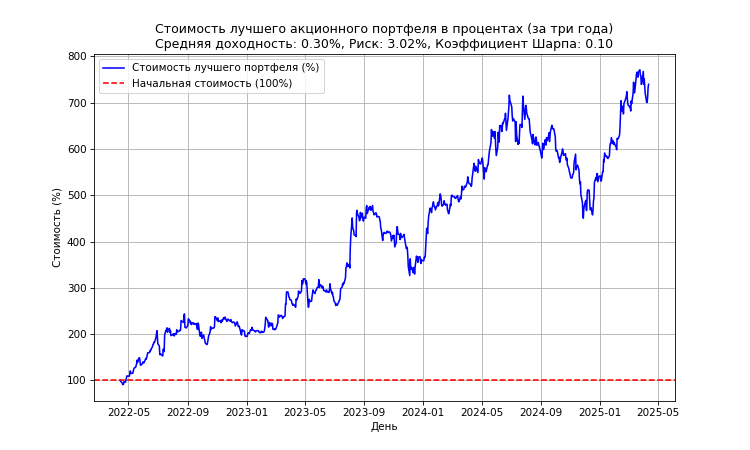 Стоимость лучшего акционного портфеля в процентах (за три года)
Средняя доходность: 0.30%, Риск: 3.02%, Коэффициент Шарпа: 0.10
Стоимость лучшего портфеля (%)
Начальная стоимость (100%)
Стоимость (%)
800
700
600
500
400
300
200
100
2022-05 2022-09 2023-01 2023-05 2023-09 2024-01 2024-05 2024-09 2025-01 2025-05
День